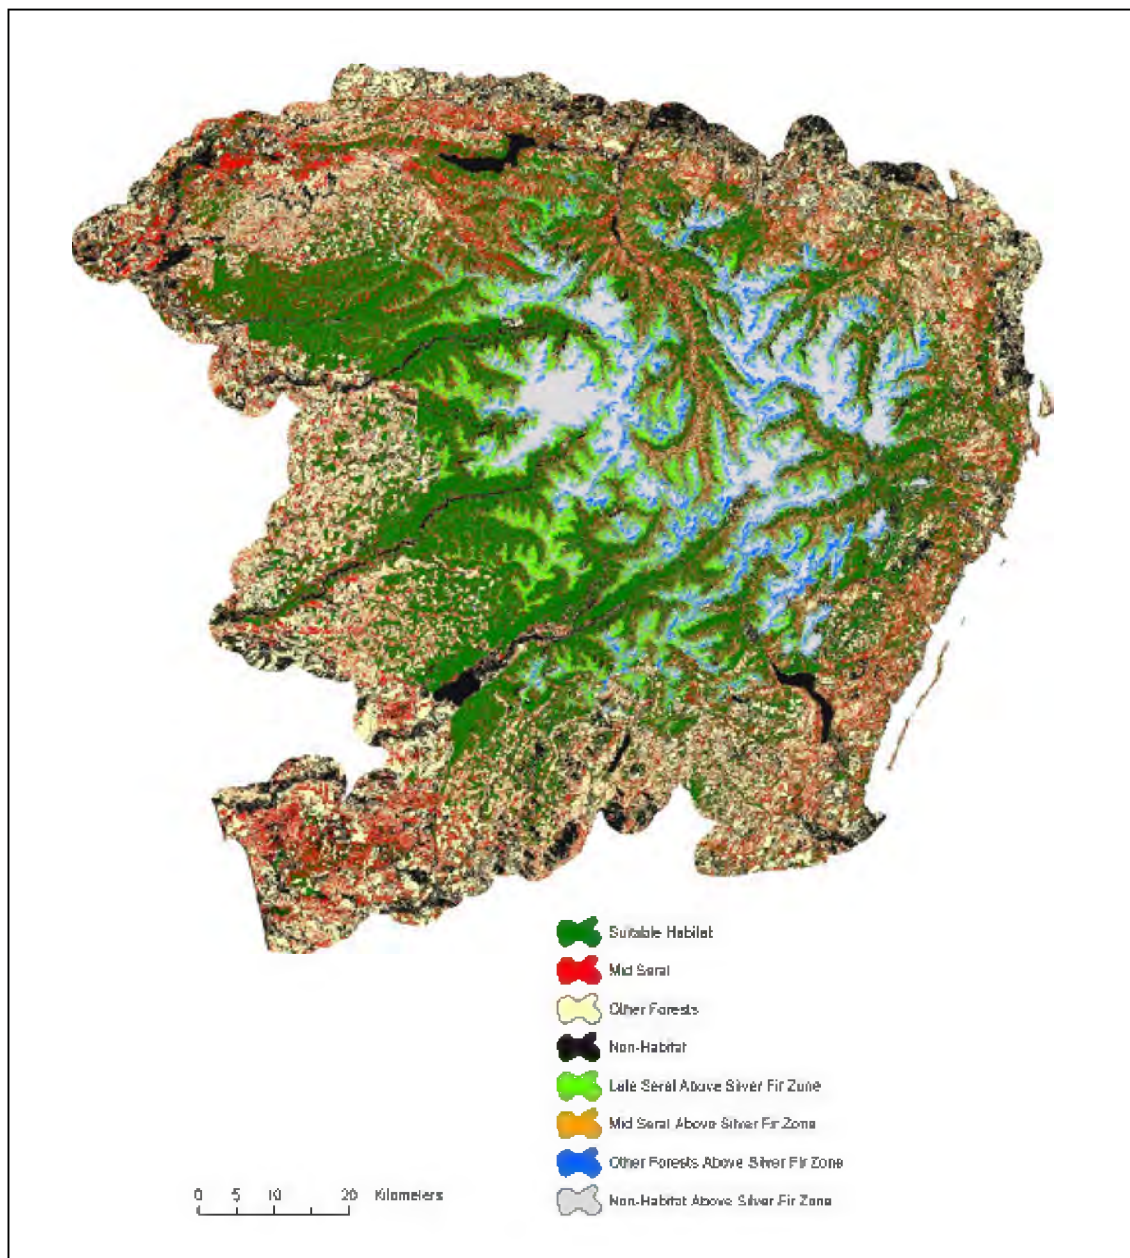 Suitable Habitat
Mid Seral
Other Forests
Non-Habitat
Late Seral Above Silver Fir Zone
Mid Seral Above Silver Fir Zone
Other Forests Above Silver Fir Zone
Non-Habitat Above Silver Fir Zone
0 5 10 20 Kilometers